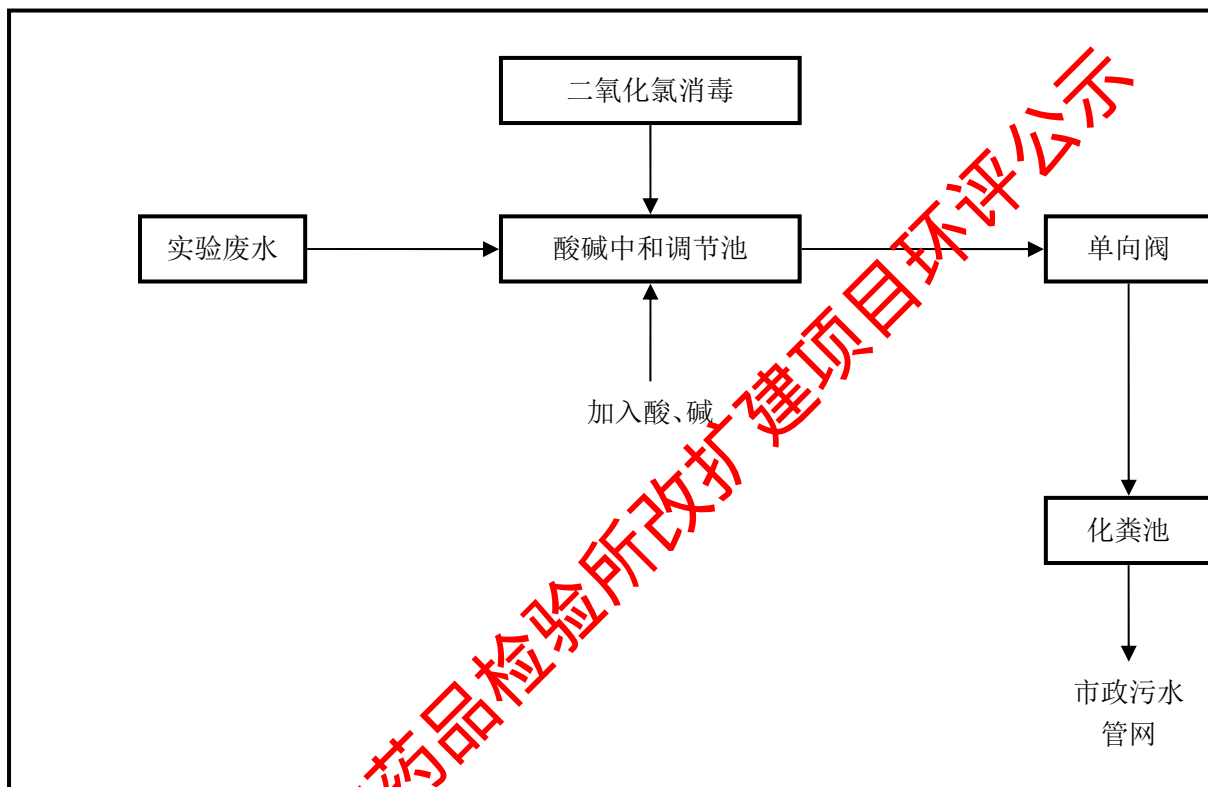 二氧化氯消毒
实验废水
酸碱中和调节池
单向阀
加入酸、碱
化粪池
市政污水
管网
药品检验所改扩建项目环评公示